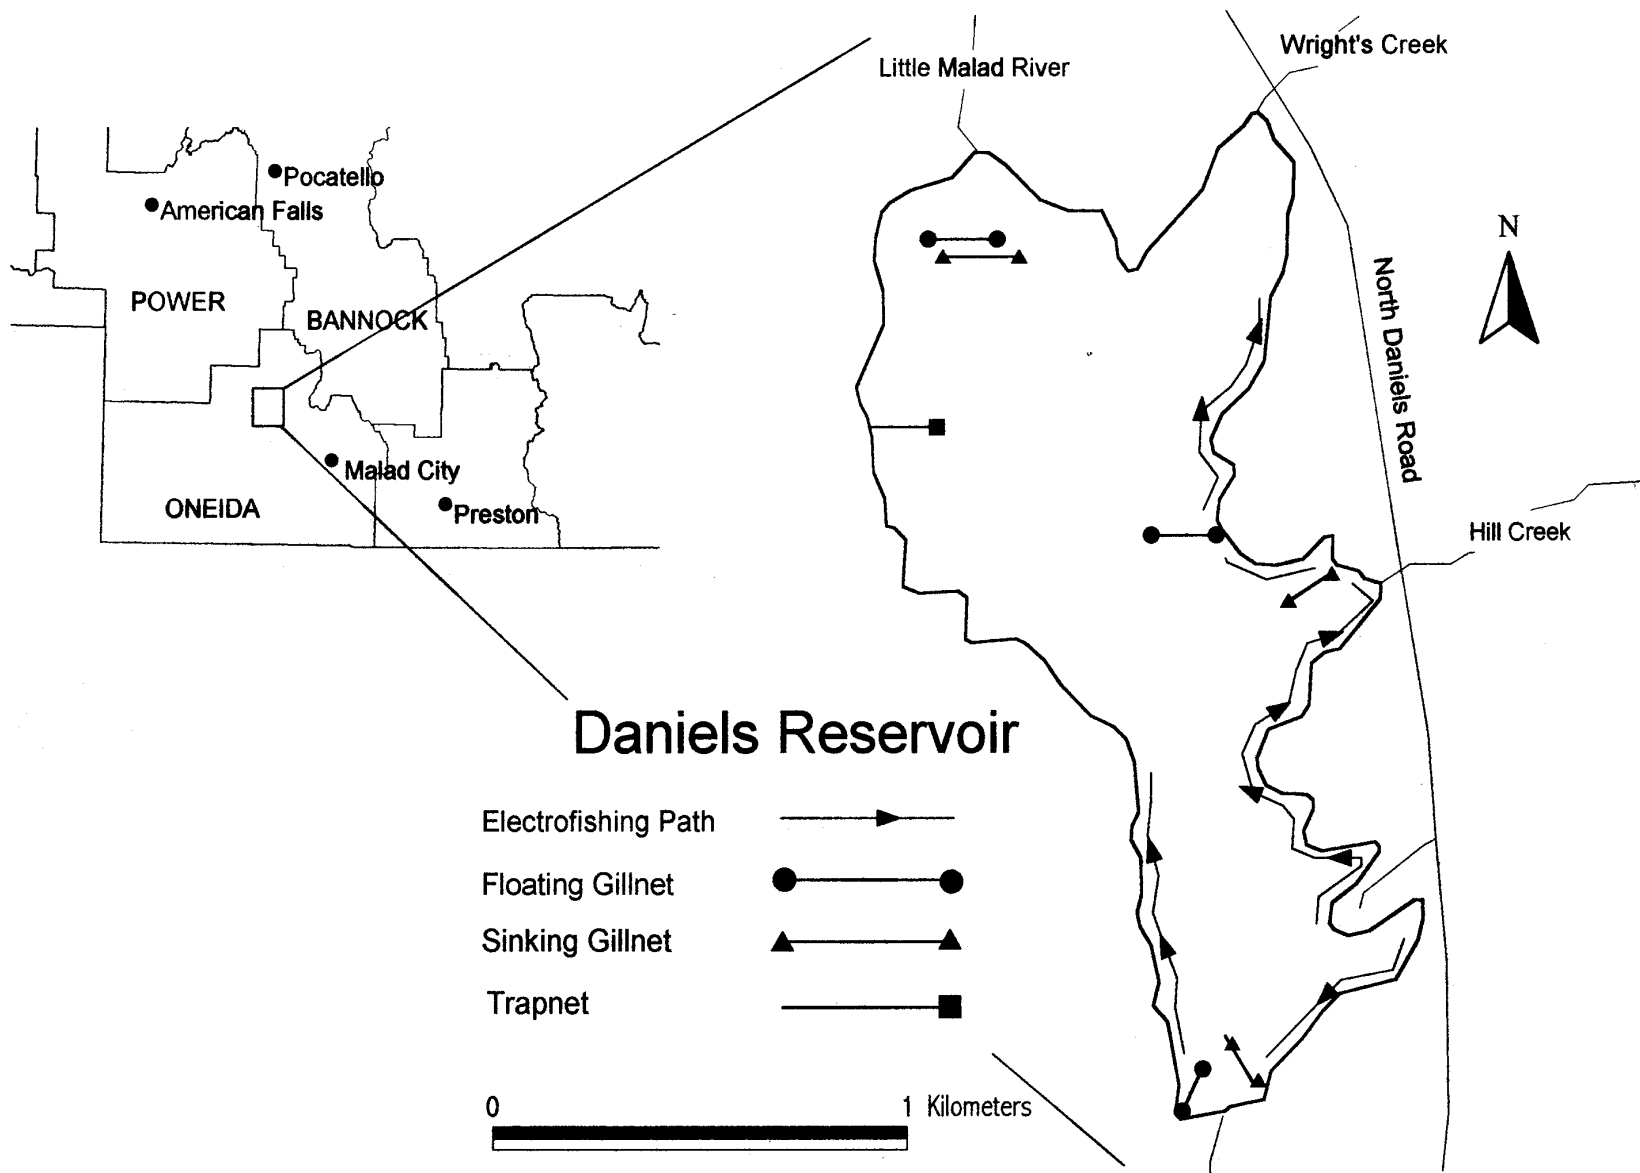 Little Malad River
Wright's Creek
Pocatello
American Falls
N
POWER
BANNOCK
North Daniels Road
Malad City
ONEIDA
Preston
Hill Creek
Daniels Reservoir
Electrofishing Path
Floating Gillnet
Sinking Gillnet
Trapnet
0 1 Kilometers